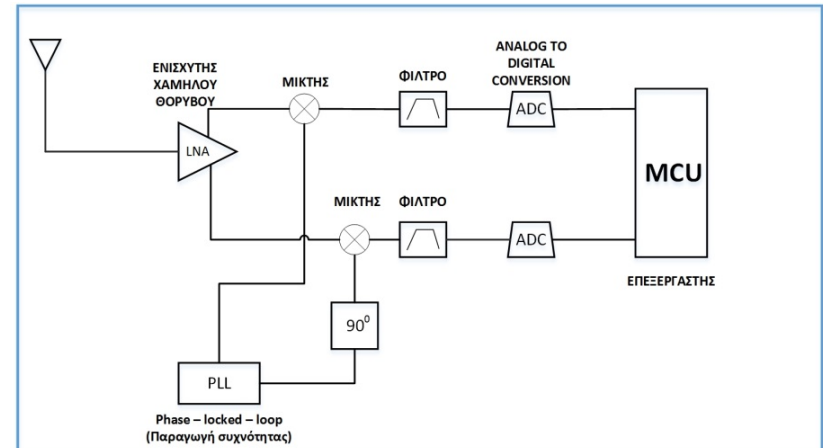 ΕΝΙΣΧΥΤΗΣ
ΧΑΜΗΛΟΥ
ΘΟΡΥΒΟΥ
ΜΙΚΤΗΣ
ΦΙΛΤΡΟ
ANALOG TO
DIGITAL
CONVERSION
LNA
ADC
MCU
ΜΙΚΤΗΣ
ΦΙΛΤΡΟ
ADC
ΕΠΕΞΕΡΓΑΣΤΗΣ
90⁰
PLL
Phase – locked – loop
(Παραγωγή συχνότητας)